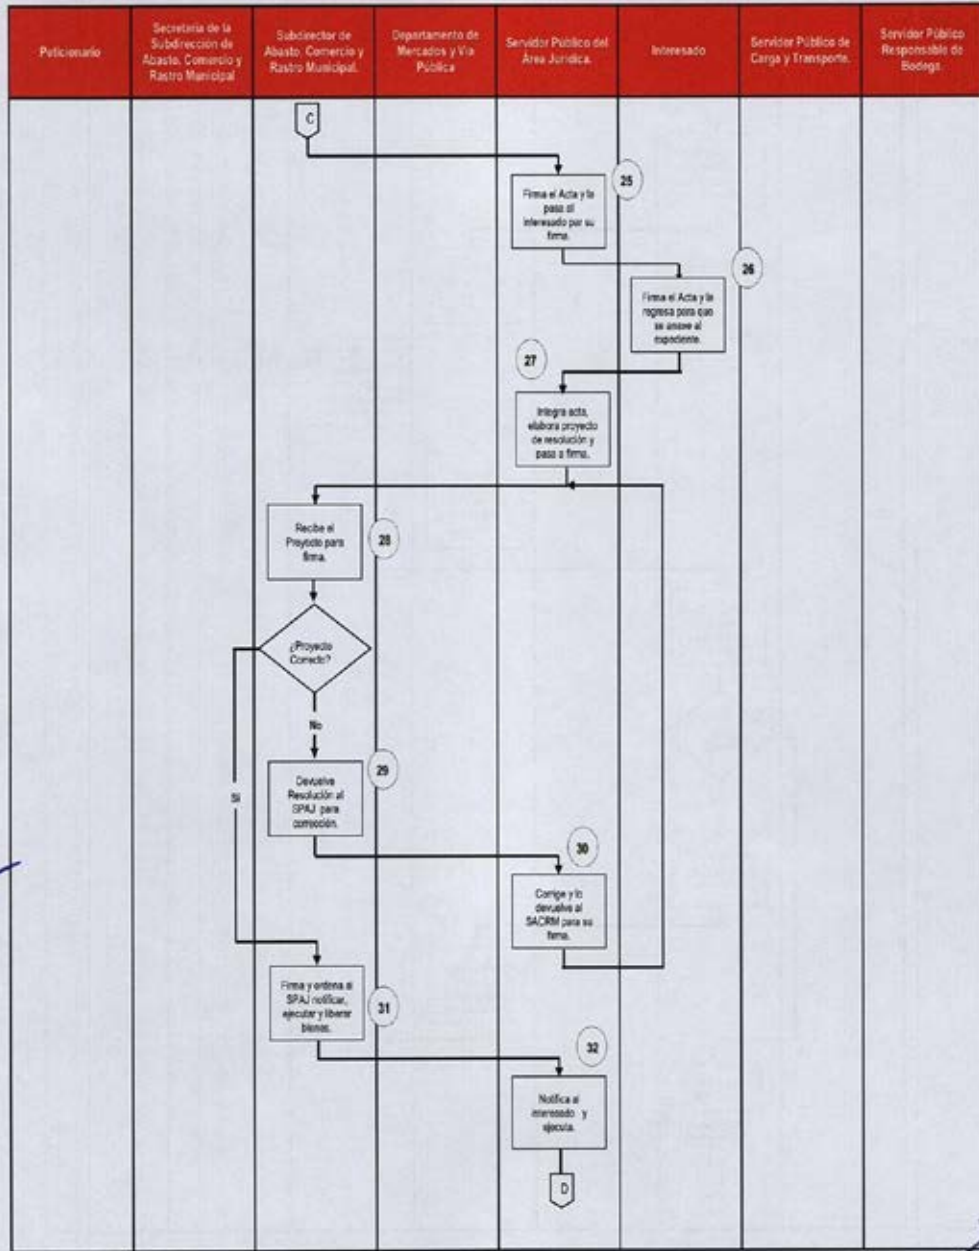 Peticionario
Secretaria de la
Subdirección de
Abasto, Comercio y
Rastro Municipal
Subdirector de
Abasto, Comercio y
Rastro Municipal.
Departamento de
Mercados y Vía
Pública
Servidor Público del
Área Jurídica.
Interesado
Servidor Público de
Carga y Transporte.
Servidor Público
Responsable de
Bodega.
C
25
Firma el Acta y la
pasa al
interesado par su
firma.
26
Firma el Acta y la
regresa para que
se anexe al
expediente.
27
Integra acta,
elabora proyecto
de resolución y
pasa a firma.
28
Recibe el
Proyecto para
firma.
¿Proyecto
Correcto?
No
Si
29
Devuelve
Resolución al
SPAJ para
corrección.
30
Corrige y lo
devuelve al
SACRM para su
firma.
31
Firma y ordena al
SPAJ notificar,
ejecutar y liberar
bienes.
32
Notifica al
interesado y
ejecuta.
D